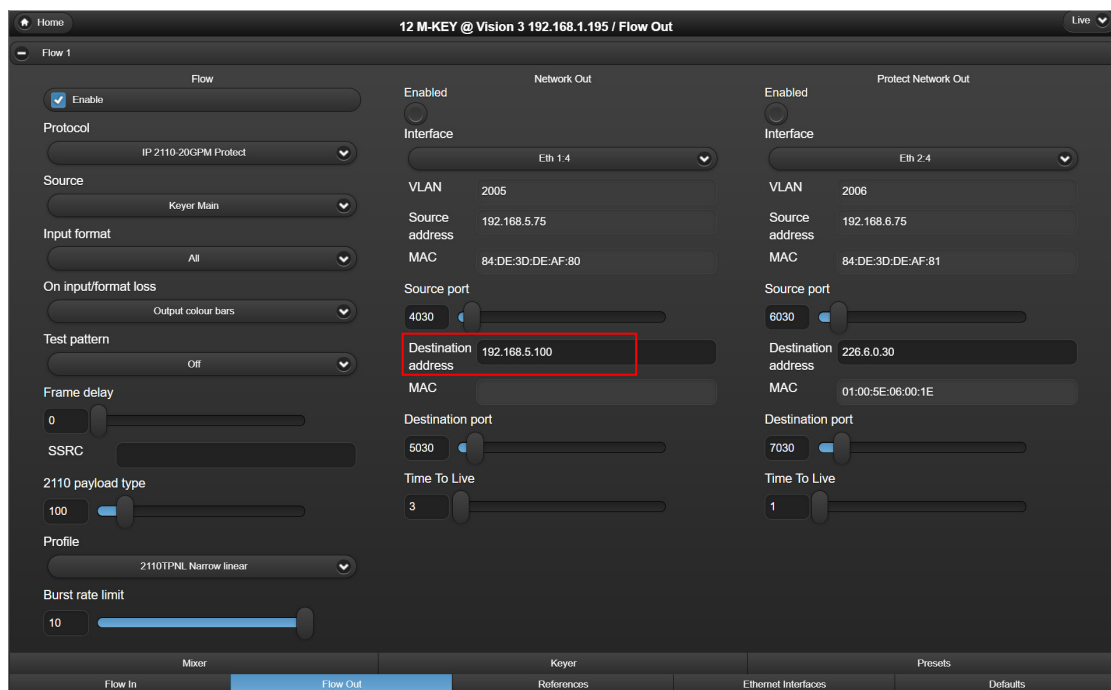 Home
12 M-KEY @ Vision 3 192.168.1.195 / Flow Out
Live
Flow 1
Flow
Enable
Protocol
IP 2110-20GPM Protect
Source
Keyer Main
Input format
All
On input/format loss
Output colour bars
Test pattern
Off
Frame delay
0
SSRC
2110 payload type
100
Profile
2110TPNL Narrow linear
Burst rate limit
10
Network Out
Enabled
Interface
Eth 1:4
VLAN 2005
Source address 192.168.5.75
MAC 84:DE:3D:DE:AF:80
Source port
4030
Destination address 192.168.5.100
MAC
Destination port
5030
Time To Live
3
Protect Network Out
Enabled
Interface
Eth 2:4
VLAN 2006
Source address 192.168.6.75
MAC 84:DE:3D:DE:AF:81
Source port
6030
Destination address 226.6.0.30
MAC 01:00:5E:06:00:1E
Destination port
7030
Time To Live
1
Mixer Keyer Presets
Flow In Flow Out References Ethernet Interfaces Defaults